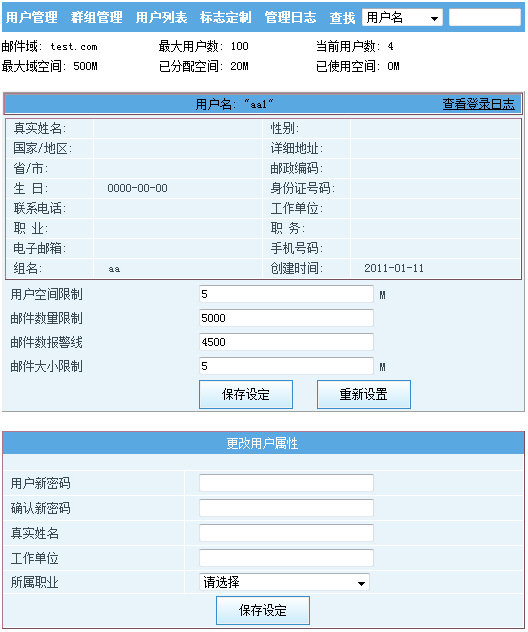 用户管理 群组管理 用户列表 标志定制 管理日志 查找 用户名
邮件域: test.com 最大用户数: 100 当前用户数: 4
最大域空间: 500M 已分配空间: 20M 已使用空间: 0M
用户名: "aa1" 查看登录日志
真实姓名: 性别:
国家/地区: 详细地址:
省/市: 邮政编码:
生 日: 0000-00-00 身份证号码:
联系电话: 工作单位:
职 业: 职 务:
电子邮箱: 手机号码:
组名: aa 创建时间: 2011-01-11
用户空间限制 5 M
邮件数量限制 5000
邮件数报警线 4500
邮件大小限制 5 M
保存设定 重新设置
更改用户属性
用户新密码
确认新密码
真实姓名
工作单位
所属职业 请选择
保存设定